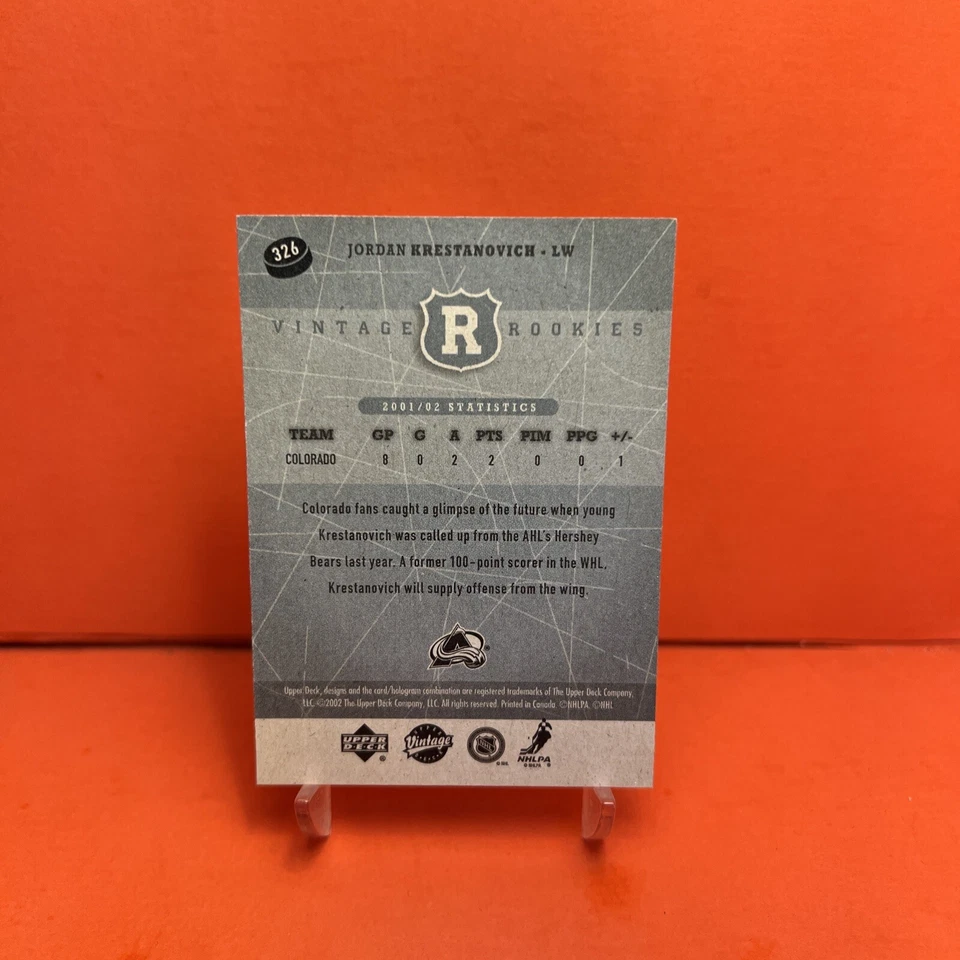 326
JORDAN KRESTANOVICH - LW
VINTAGE R ROOKIES
2001/02 STATISTICS
TEAM GP G A PTS PIM PPG +/-
COLORADO 8 0 2 2 0 0 1
Colorado fans caught a glimpse of the future when young
Krestanovich was called up from the AHL's Hershey
Bears last year. A former 100-point scorer in the WHL,
Krestanovich will supply offense from the wing.
Upper Deck, designs and the card/hologram combination are registered trademarks of The Upper Deck Company,
LLC. ©2002 The Upper Deck Company, LLC. All rights reserved. Printed in Canada. ©NHLPA. ©NHL
UPPER DECK ® Vintage NHLPA